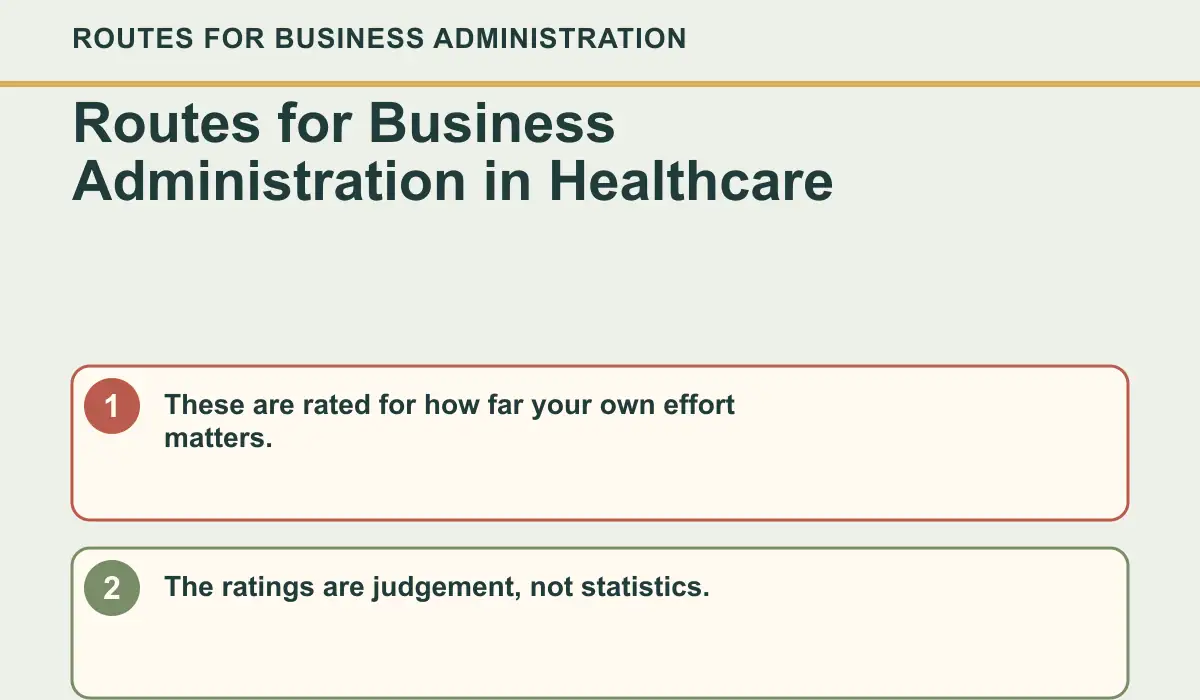 ROUTES FOR BUSINESS ADMINISTRATION
Routes for Business
Administration in Healthcare
1
These are rated for how far your own effort
matters.
2
The ratings are judgement, not statistics.